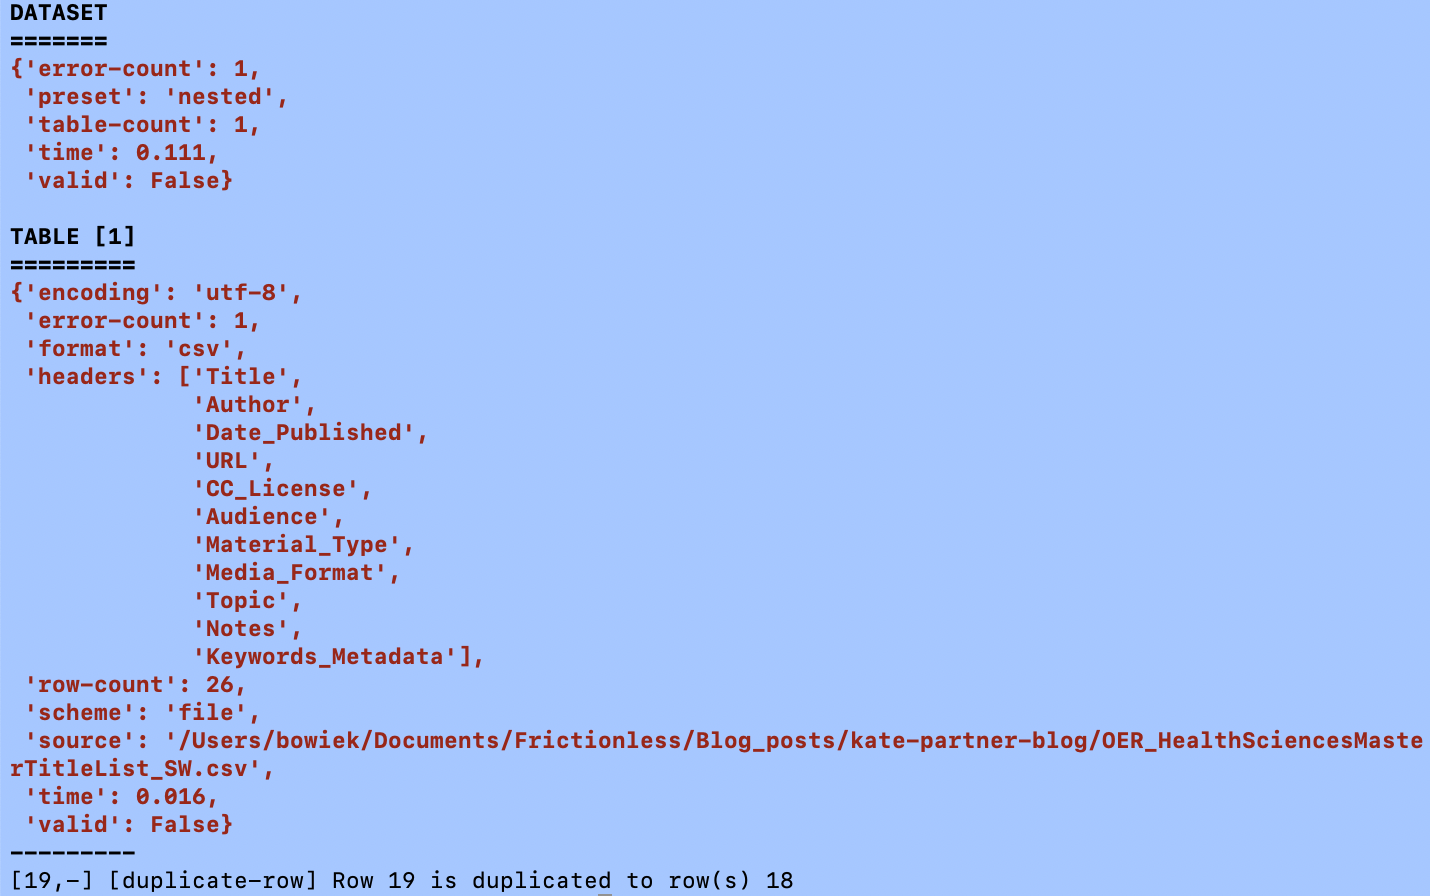 DATASET
=======
{'error-count': 1,
 'preset': 'nested',
 'table-count': 1,
 'time': 0.111,
 'valid': False}

TABLE [1]
=========
{'encoding': 'utf-8',
 'error-count': 1,
 'format': 'csv',
 'headers': ['Title',
             'Author',
             'Date_Published',
             'URL',
             'CC_License',
             'Audience',
             'Material_Type',
             'Media_Format',
             'Topic',
             'Notes',
             'Keywords_Metadata'],
 'row-count': 26,
 'scheme': 'file',
 'source': '/Users/bowiek/Documents/Frictionless/Blog_posts/kate-partner-blog/OER_HealthSciencesMaste
rTitleList_SW.csv',
 'time': 0.016,
 'valid': False}
---------
[19,-] [duplicate-row] Row 19 is duplicated to row(s) 18